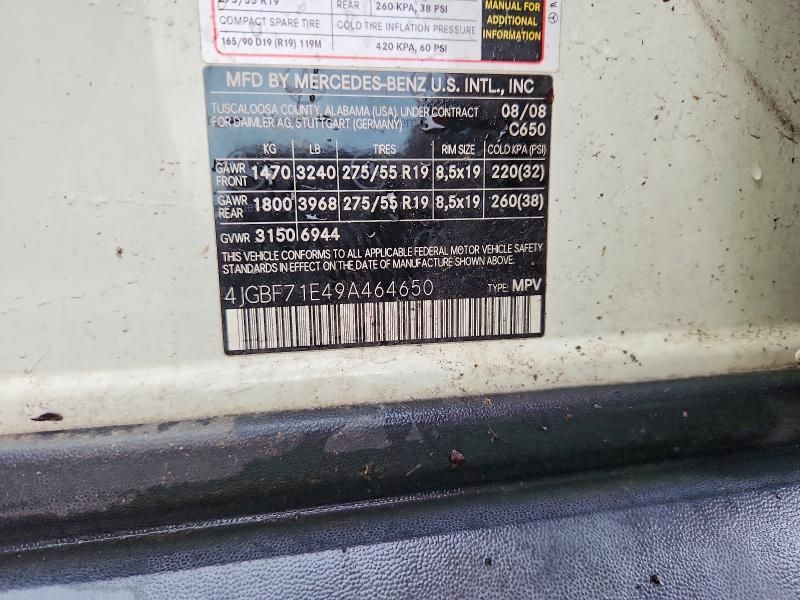 275/55 R19 REAR 260 KPA, 38 PSI
COMPACT SPARE TIRE COLD TIRE INFLATION PRESSURE
165/90 D19 (R19) 119M 420 KPA, 60 PSI
MANUAL FOR
ADDITIONAL
INFORMATION
MFD BY MERCEDES-BENZ U.S. INTL., INC
TUSCALOOSA COUNTY, ALABAMA (USA). UNDER CONTRACT 08/08
FOR DAIMLER AG, STUTTGART (GERMANY) C650
KG LB TIRES RIM SIZE COLD KPA (PSI)
GAWR FRONT 1470 3240 275/55 R19 8,5x19 220(32)
GAWR REAR 1800 3968 275/55 R19 8,5x19 260(38)
GVWR 3150 6944
THIS VEHICLE CONFORMS TO ALL APPLICABLE FEDERAL MOTOR VEHICLE SAFETY
STANDARDS IN EFFECT ON THE DATE OF MANUFACTURE SHOWN ABOVE.
4JGBF71E49A464650 TYPE: MPV